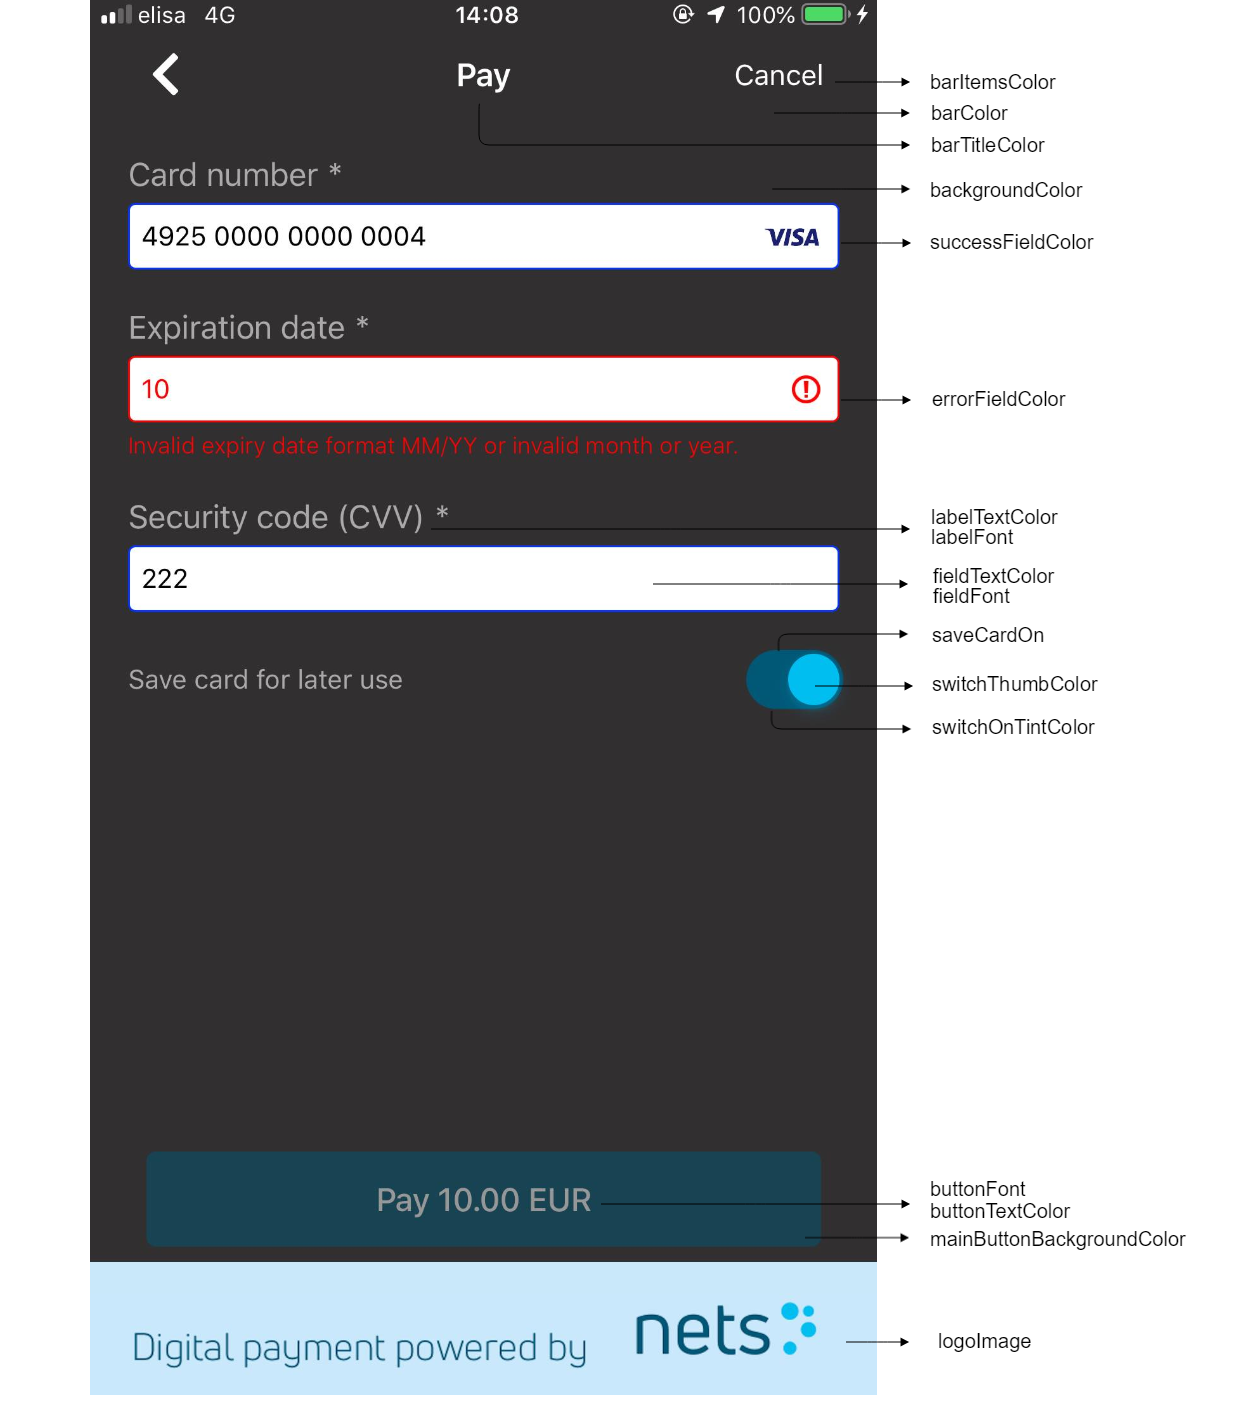 elisa 4G 14:08 100%
Pay Cancel
barItemsColor
barColor
barTitleColor
Card number *
backgroundColor
4925 0000 0000 0004 VISA
successFieldColor
Expiration date *
10
errorFieldColor
Invalid expiry date format MM/YY or invalid month or year.
Security code (CVV) *
labelTextColor
labelFont
222
fieldTextColor
fieldFont
saveCardOn
Save card for later use
switchThumbColor
switchOnTintColor
Pay 10.00 EUR
buttonFont
buttonTextColor
mainButtonBackgroundColor
Digital payment powered by nets
logoImage